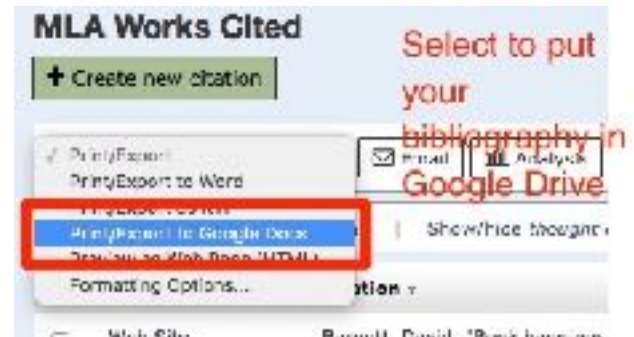 MLA Works Cited
Select to put
your
bibliography in
Google Drive
+ Create new citation
✓ Print/Export
Print/Export to Word
Print/Export to Google Docs
Preview as Web Page (HTML)
Formatting Options...
Email
Analysis
Show/hide thought
ation
Web Site
David. "